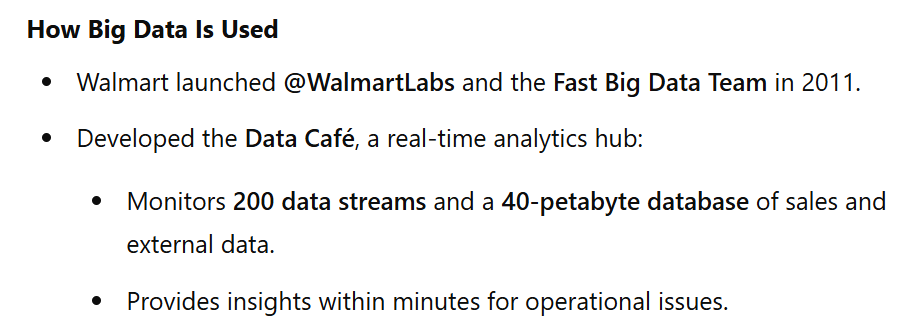 How Big Data Is Used
• Walmart launched @WalmartLabs and the Fast Big Data Team in 2011.
• Developed the Data Café, a real-time analytics hub:
• Monitors 200 data streams and a 40-petabyte database of sales and
external data.
• Provides insights within minutes for operational issues.